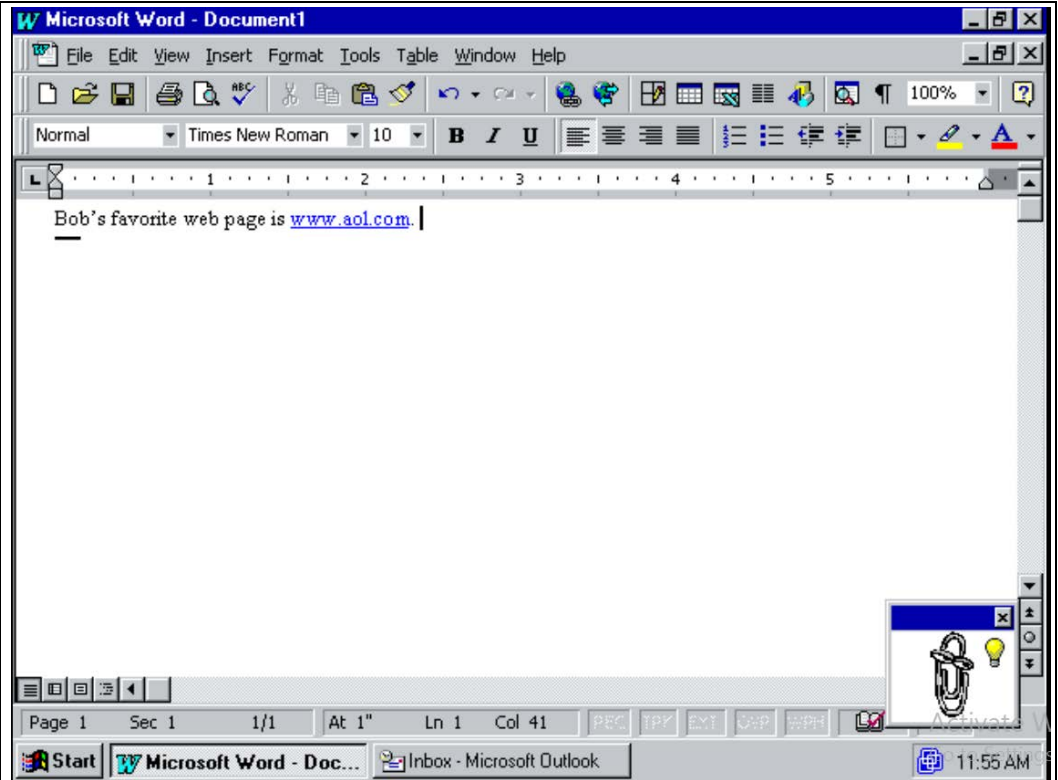 Microsoft Word - Document1
File Edit View Insert Format Tools Table Window Help
ABC 100%
Normal Times New Roman 10 B I U A
1 2 3 4 5
Bob's favorite web page is www.aol.com.
Page 1 Sec 1 1/1 At 1" Ln 1 Col 41 REC TRK EXT OVR WPH
Activate W
Start Microsoft Word - Doc... Inbox - Microsoft Outlook 11:55 AM